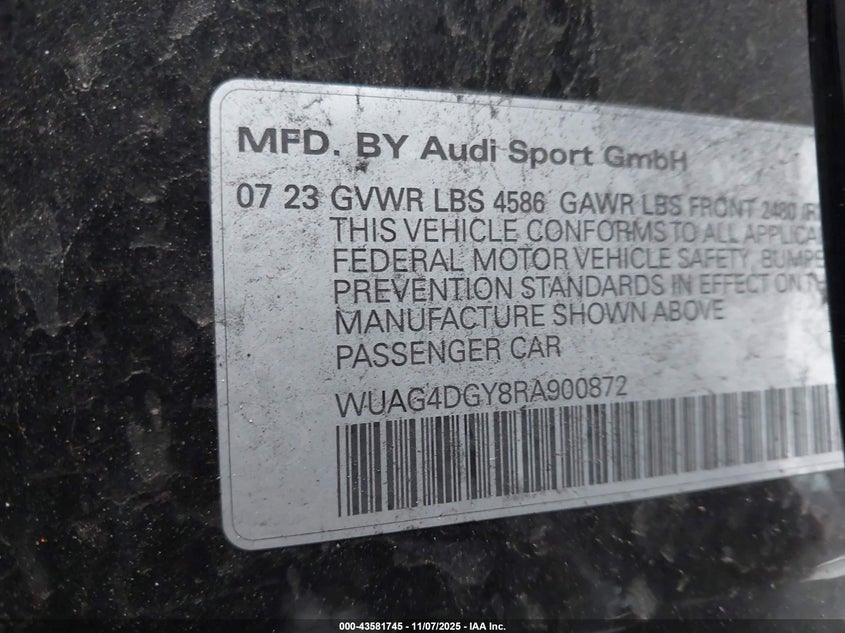 MFD. BY Audi Sport GmbH
07 23 GVWR LBS 4586 GAWR LBS FRONT 2480
THIS VEHICLE CONFORMS TO ALL
FEDERAL MOTOR VEHICLE SAFETY,
PREVENTION STANDARDS IN EFFECT ON
MANUFACTURE SHOWN ABOVE
PASSENGER CAR
WUAG4DGY8RA900872
000-43581745 - 11/07/2025 - IAA Inc.